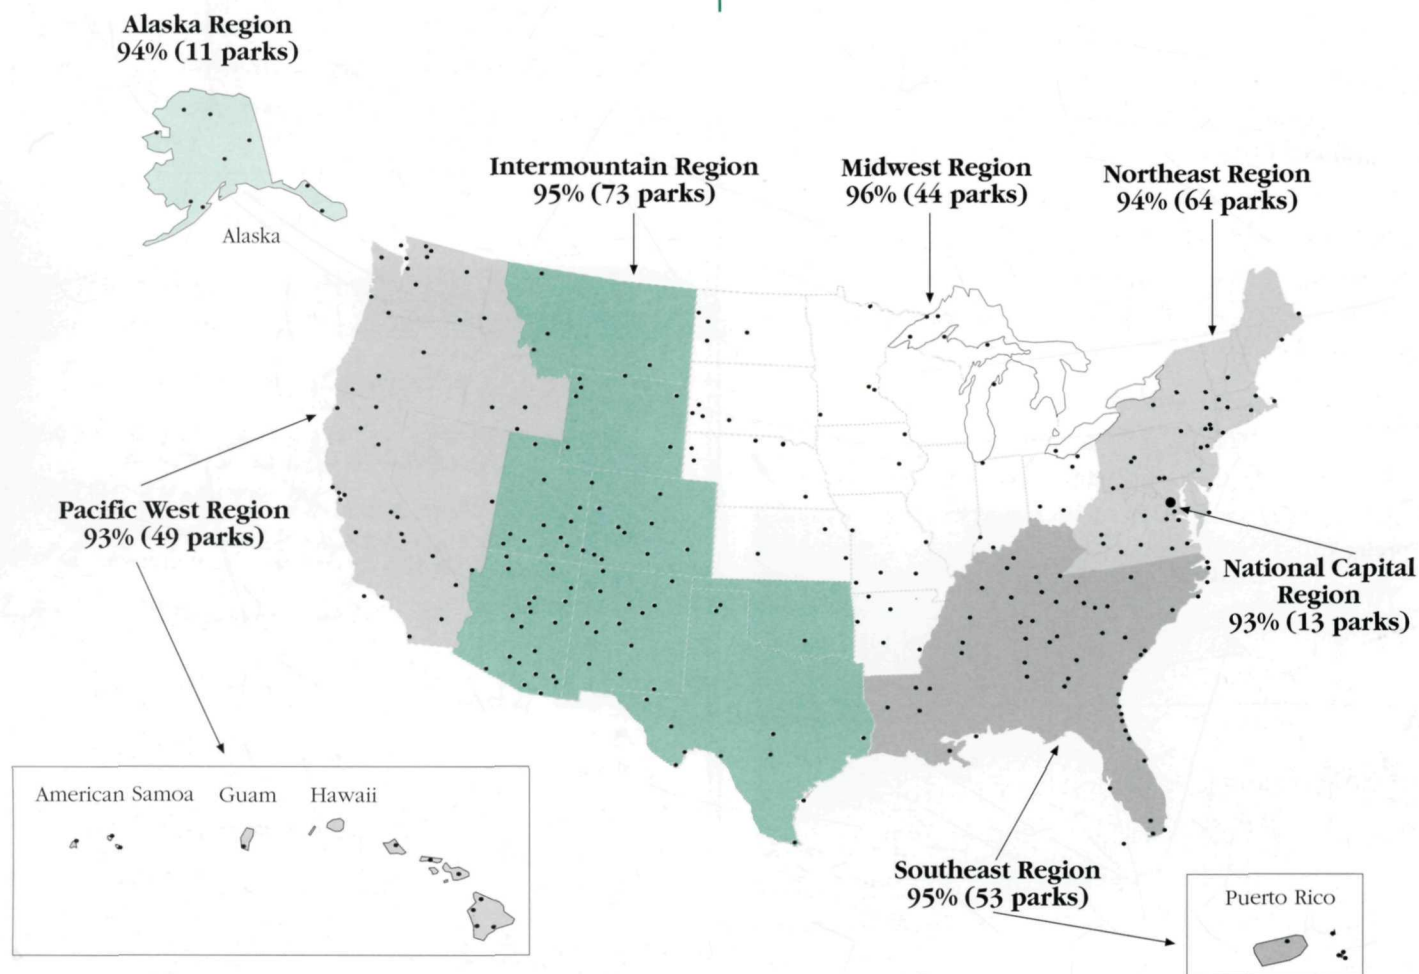 Alaska Region
94% (11 parks)
Alaska
Intermountain Region
95% (73 parks)
Midwest Region
96% (44 parks)
Northeast Region
94% (64 parks)
Pacific West Region
93% (49 parks)
National Capital
Region
93% (13 parks)
American Samoa
Guam
Hawaii
Southeast Region
95% (53 parks)
Puerto Rico